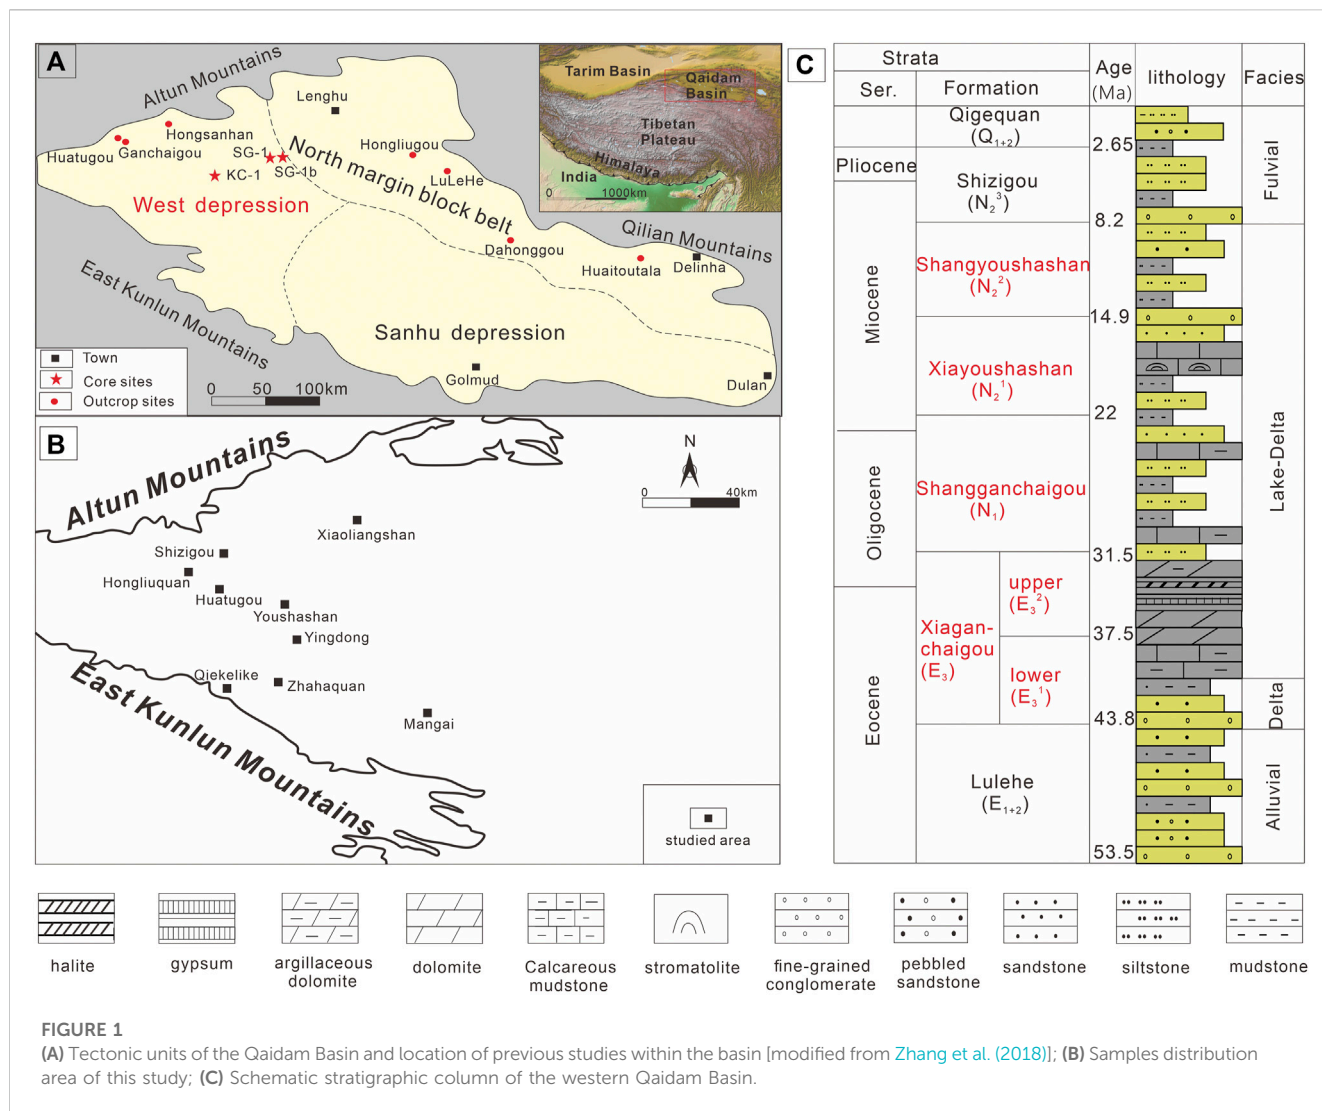 A
Altun Mountains
Lenghu
Hongsanhan
Huatugou
Ganchaigou
SG-1
SG-1b
KC-1
Hongliugou
LuLeHe
North margin block belt
West depression
Dahonggou
Qilian Mountains
Huaitoutala
Delinha
East Kunlun Mountains
Sanhu depression
Golmud
Dulan
Town
Core sites
Outcrop sites
0 50 100km
Tarim Basin
Qaidam
Basin
Tibetan
Plateau
Himalaya
India
0 1000km
B
Altun Mountains
N
0 40km
Xiaoliangshan
Shizigou
Hongliuquan
Huatugou
Youshashan
Yingdong
Qiekelike
Zhahaquan
Mangai
East Kunlun Mountains
studied area
C
Strata
Ser.
Formation
Age
(Ma)
lithology
Facies
Qigequan
(Q1+2)
2.65
Pliocene
Shizigou
(N2³)
8.2
Fulvial
Miocene
Shangyoushashan
(N2²)
14.9
Xiayoushashan
(N2¹)
22
Oligocene
Shangganchaigou
(N1)
31.5
Lake-Delta
Xiagan-
chaigou
(E3)
upper
(E3²)
37.5
lower
(E3¹)
43.8
Delta
Eocene
Lulehe
(E1+2)
53.5
Alluvial
halite
gypsum
argillaceous
dolomite
dolomite
Calcareous
mudstone
stromatolite
fine-grained
conglomerate
pebbled
sandstone
sandstone
siltstone
mudstone
FIGURE 1
(A) Tectonic units of the Qaidam Basin and location of previous studies within the basin [modified from Zhang et al. (2018)]; (B) Samples distribution
area of this study; (C) Schematic stratigraphic column of the western Qaidam Basin.